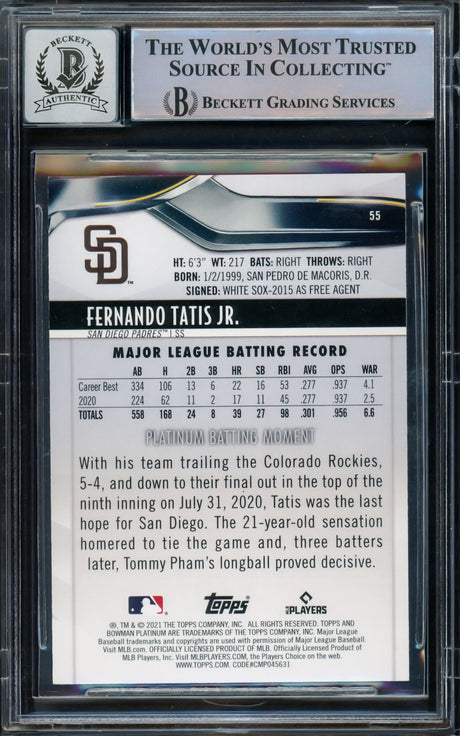 BECKETT
B
AUTHENTIC
THE WORLD'S MOST TRUSTED
SOURCE IN COLLECTING™
B BECKETT GRADING SERVICES
55
SD™
HT: 6'3" WT: 217 BATS: RIGHT THROWS: RIGHT
BORN: 1/2/1999, SAN PEDRO DE MACORIS, D.R.
SIGNED: WHITE SOX-2015 AS FREE AGENT
FERNANDO TATIS JR.
SAN DIEGO PADRES™ | SS
MAJOR LEAGUE BATTING RECORD
AB H 2B 3B HR SB RBI AVG OPS WAR
Career Best 334 106 13 6 22 16 53 .277 .937 4.1
2020 224 62 11 2 17 11 45 .277 .937 2.5
TOTALS 558 168 24 8 39 27 98 .301 .956 6.6
PLATINUM BATTING MOMENT
With his team trailing the Colorado Rockies,
5-4, and down to their final out in the top of the
ninth inning on July 31, 2020, Tatis was the last
hope for San Diego. The 21-year-old sensation
homered to tie the game and, three batters
later, Tommy Pham's longball proved decisive.
Topps
PLAYERS
®, TM & © 2021 THE TOPPS COMPANY, INC. ALL RIGHTS RESERVED. TOPPS AND
BOWMAN PLATINUM ARE TRADEMARKS OF THE TOPPS COMPANY, INC. Major League
Baseball trademarks and copyrights are used with permission of Major League Baseball.
Visit MLB.com. OFFICIALLY LICENSED PRODUCT OF MLB. Officially Licensed Product of
MLB Players, Inc. Visit MLBPLAYERS.com, the Players Choice on the web.
WWW.TOPPS.COM CODE#CMP045631